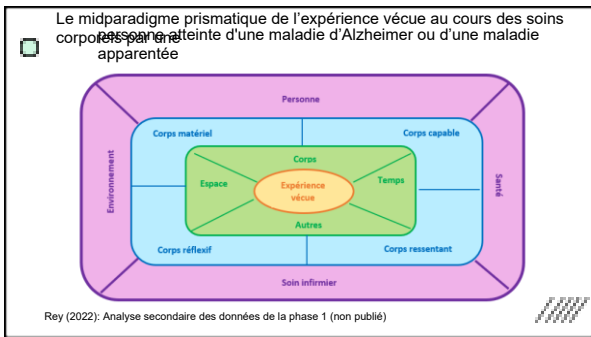 Le midparadigme prismatique de l'expérience vécue au cours des soins
corporels par une
personne atteinte d'une maladie d'Alzheimer ou d'une maladie
apparentée
Personne
Corps matériel
Corps capable
Corps
Environnement
Espace
Expérience
vécue
Temps
Santé
Autres
Corps réflexif
Corps ressentant
Soin infirmier
Rey (2022): Analyse secondaire des données de la phase 1 (non publié)